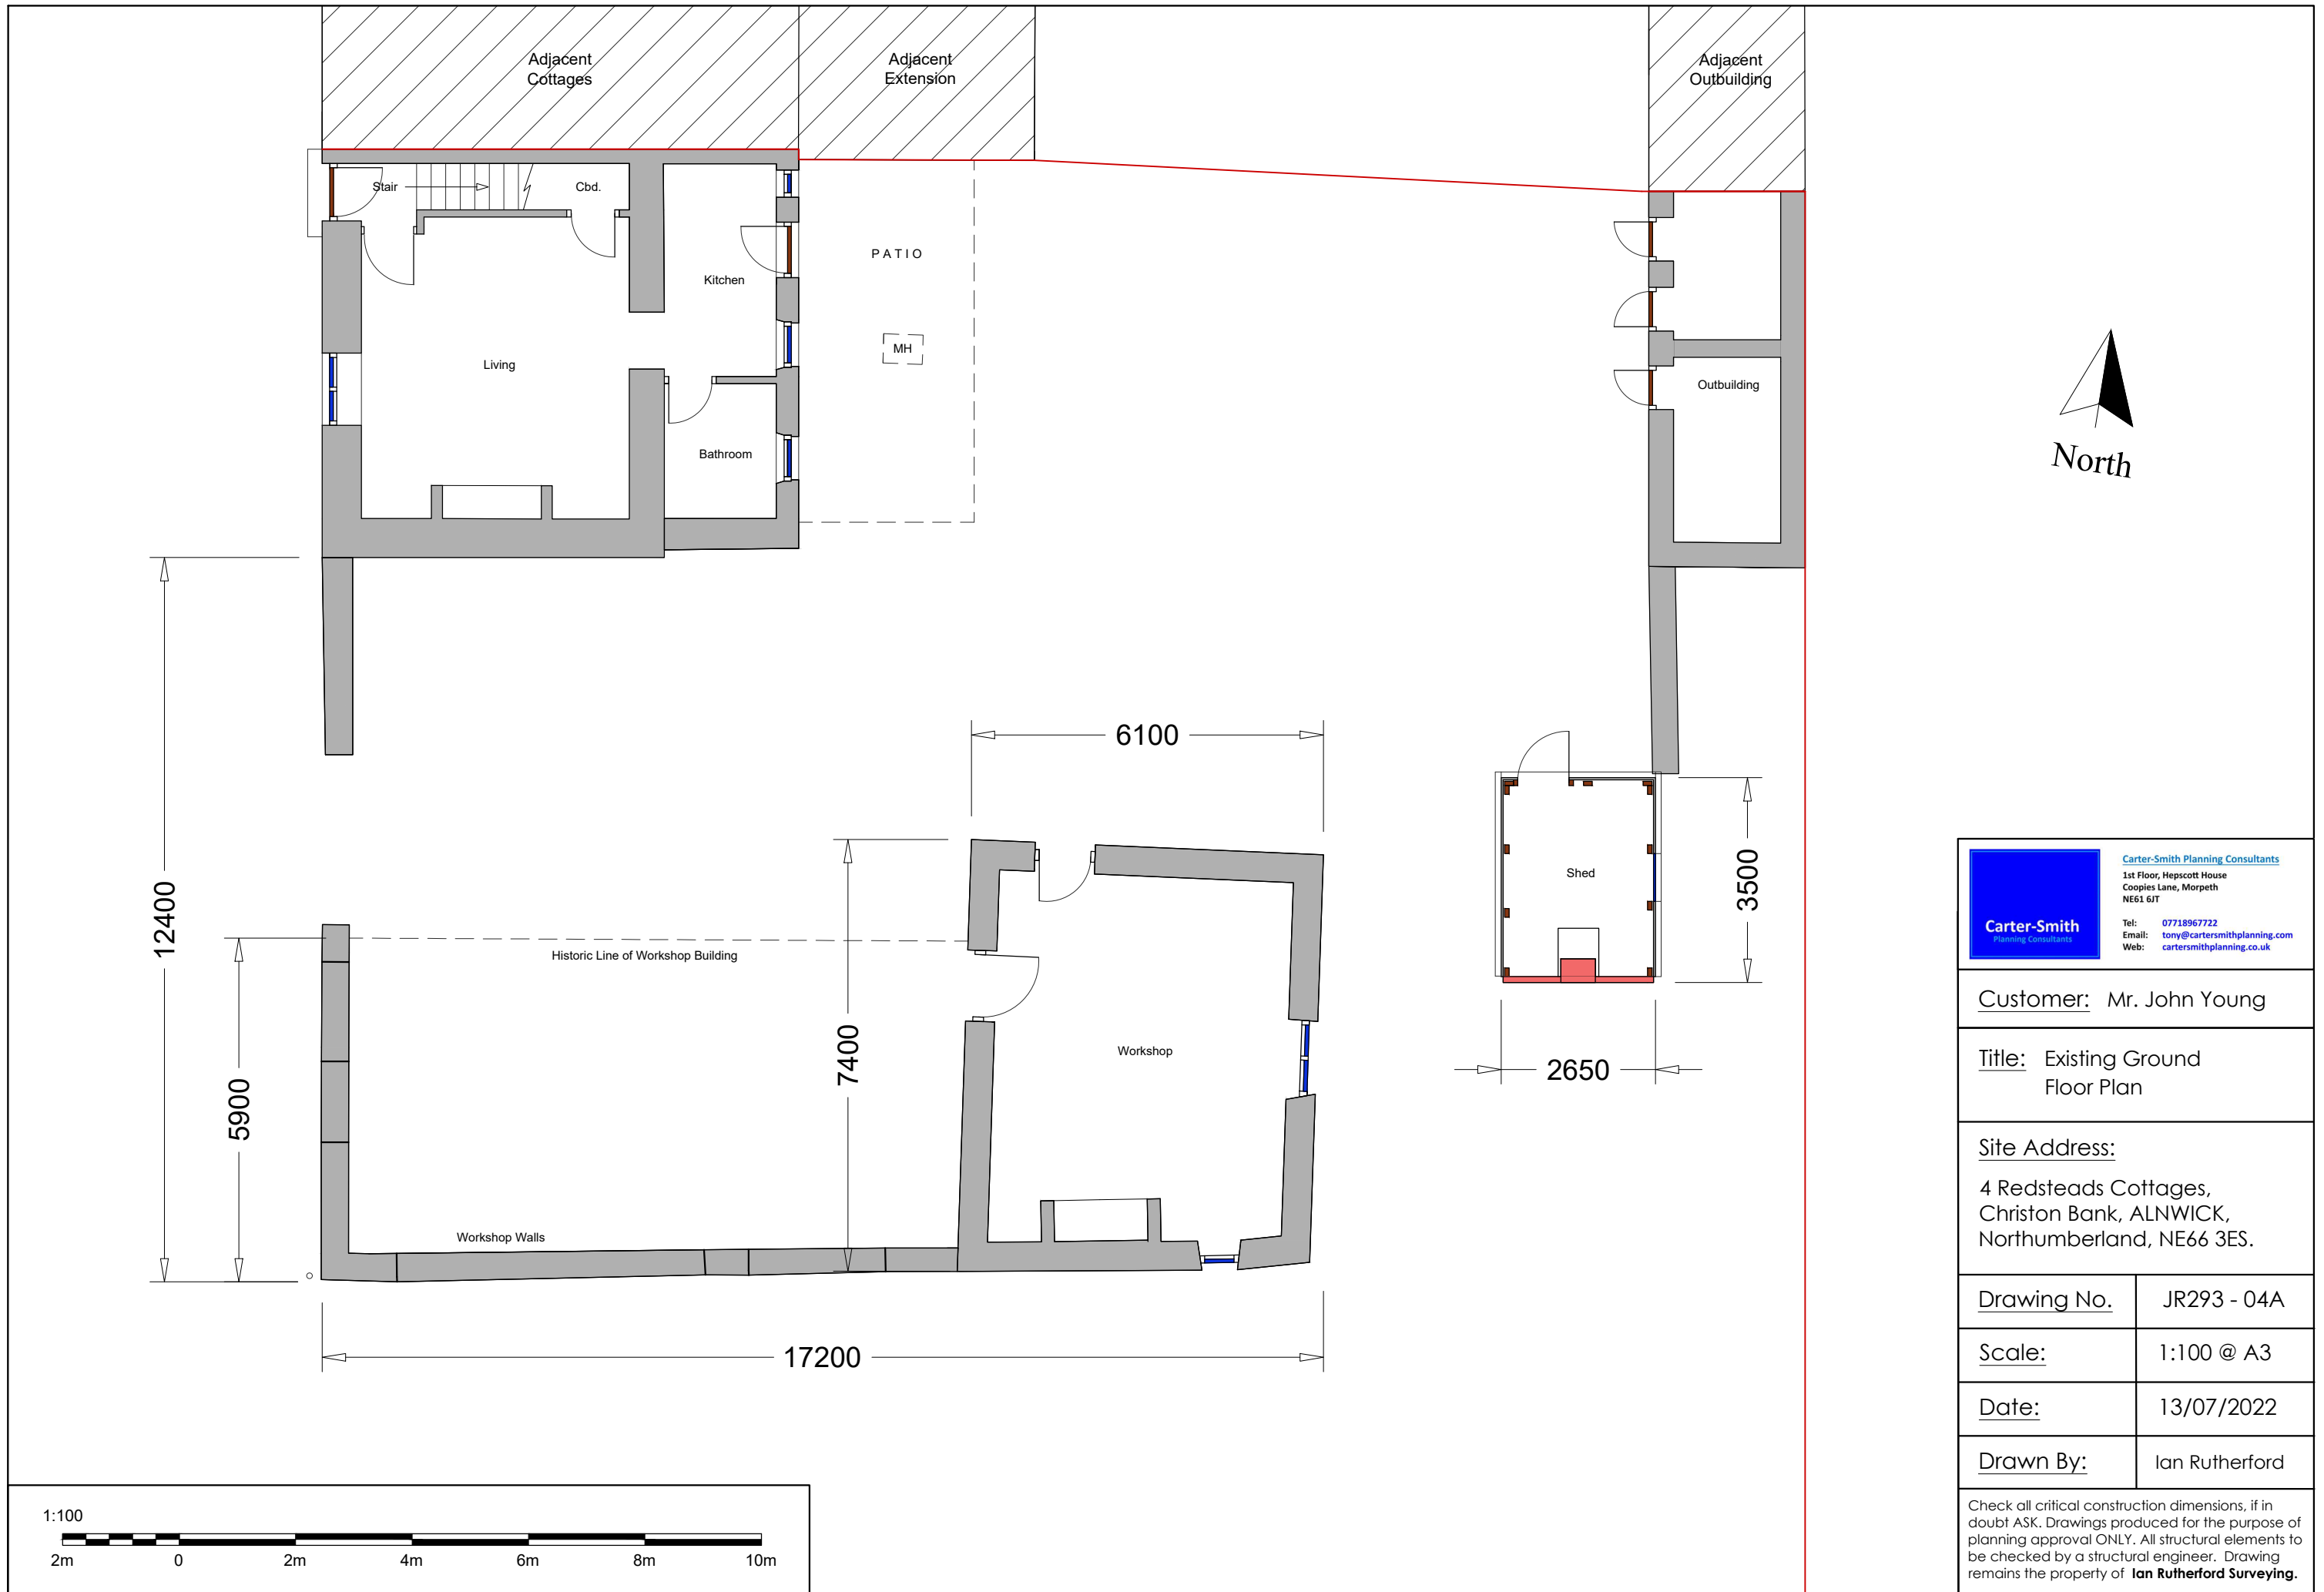 Adjacent
Cottages
Adjacent
Extension
Adjacent
Outbuilding
Stair
Cbd.
Kitchen
PATIO
MH
Living
Bathroom
Outbuilding
North
6100
12400
5900
7400
3500
Shed
2650
Historic Line of Workshop Building
Workshop
Workshop Walls
17200
1:100
2m 0 2m 4m 6m 8m 10m
Carter-Smith
Planning Consultants
Carter-Smith Planning Consultants
1st Floor, Hepscott House
Coopies Lane, Morpeth
NE61 6JT
Tel: 07718967722
Email: tony@cartersmithplanning.com
Web: cartersmithplanning.co.uk
Customer: Mr. John Young
Title: Existing Ground
Floor Plan
Site Address:
4 Redsteads Cottages,
Christon Bank, ALNWICK,
Northumberland, NE66 3ES.
Drawing No. JR293 - 04A
Scale: 1:100 @ A3
Date: 13/07/2022
Drawn By: Ian Rutherford
Check all critical construction dimensions, if in
doubt ASK. Drawings produced for the purpose of
planning approval ONLY. All structural elements to
be checked by a structural engineer. Drawing
remains the property of Ian Rutherford Surveying.